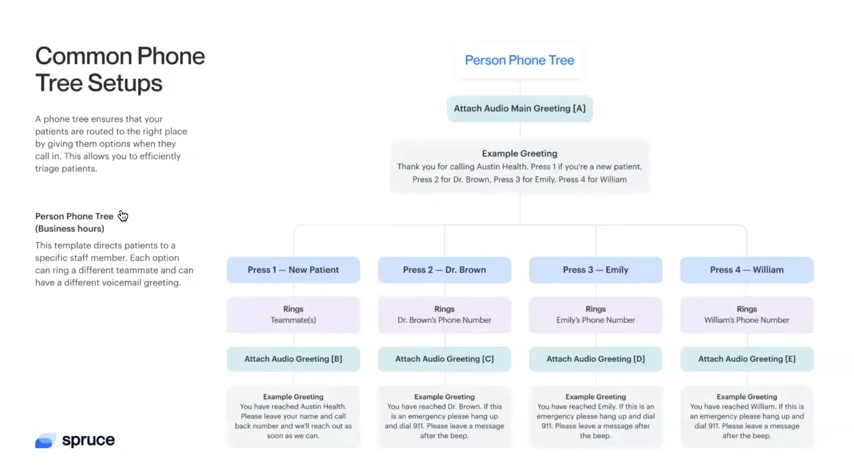 Common Phone
Tree Setups
A phone tree ensures that your
patients are routed to the right place
by giving them options when they
call in. This allows you to efficiently
triage patients.
Person Phone Tree
(Business hours)
This template directs patients to a
specific staff member. Each option
can ring a different teammate and can
have a different voicemail greeting.
spruce
Person Phone Tree
Attach Audio Main Greeting [A]
Example Greeting
Thank you for calling Austin Health. Press 1 if you're a new patient,
Press 2 for Dr. Brown, Press 3 for Emily, Press 4 for William
Press 1 — New Patient
Rings
Teammate(s)
Attach Audio Greeting [B]
Example Greeting
You have reached Austin Health.
Please leave your name and call
back number and we'll reach out as
soon as we can.
Press 2 — Dr. Brown
Rings
Dr. Brown's Phone Number
Attach Audio Greeting [C]
Example Greeting
You have reached Dr. Brown. If this
is an emergency please hang up
and dial 911. Please leave a message
after the beep.
Press 3 — Emily
Rings
Emily's Phone Number
Attach Audio Greeting [D]
Example Greeting
You have reached Emily. If this is an
emergency please hang up and dial
911. Please leave a message after
the beep.
Press 4 — William
Rings
William's Phone Number
Attach Audio Greeting [E]
Example Greeting
You have reached William. If this is
an emergency please hang up and
dial 911. Please leave a message
after the beep.